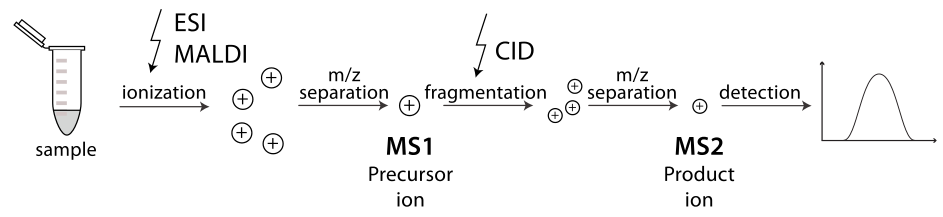 ESI
MALDI
ionization
sample
m/z
separation
CID
fragmentation
MS1
Precursor
ion
m/z
separation
MS2
Product
ion
detection